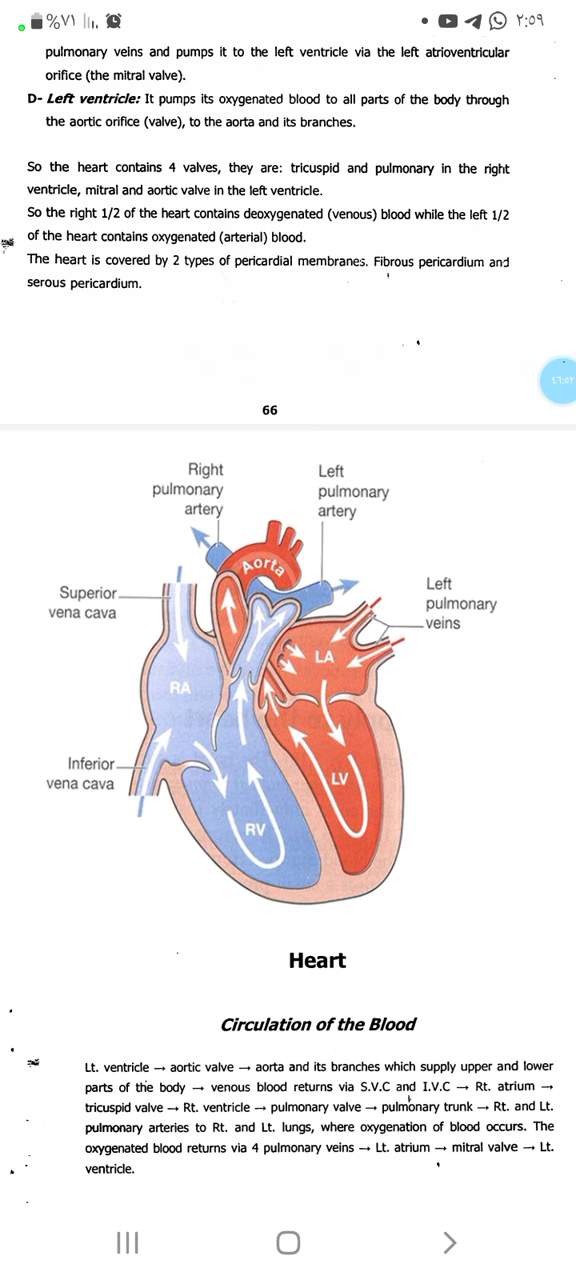 %٧١ ٢:٥٩
pulmonary veins and pumps it to the left ventricle via the left atrioventricular
orifice (the mitral valve).
D- Left ventricle: It pumps its oxygenated blood to all parts of the body through
the aortic orifice (valve), to the aorta and its branches.
So the heart contains 4 valves, they are: tricuspid and pulmonary in the right
ventricle, mitral and aortic valve in the left ventricle.
So the right 1/2 of the heart contains deoxygenated (venous) blood while the left 1/2
of the heart contains oxygenated (arterial) blood.
The heart is covered by 2 types of pericardial membranes. Fibrous pericardium and
serous pericardium.
٤٦:٥٢
66
Right
pulmonary
artery
Left
pulmonary
artery
Aorta
Superior
vena cava
Left
pulmonary
veins
LA
RA
Inferior
vena cava
LV
RV
Heart
Circulation of the Blood
Lt. ventricle → aortic valve → aorta and its branches which supply upper and lower
parts of the body → venous blood returns via S.V.C and I.V.C → Rt. atrium →
tricuspid valve → Rt. ventricle → pulmonary valve → pulmonary trunk → Rt. and Lt.
pulmonary arteries to Rt. and Lt. lungs, where oxygenation of blood occurs. The
oxygenated blood returns via 4 pulmonary veins → Lt. atrium → mitral valve → Lt.
ventricle.